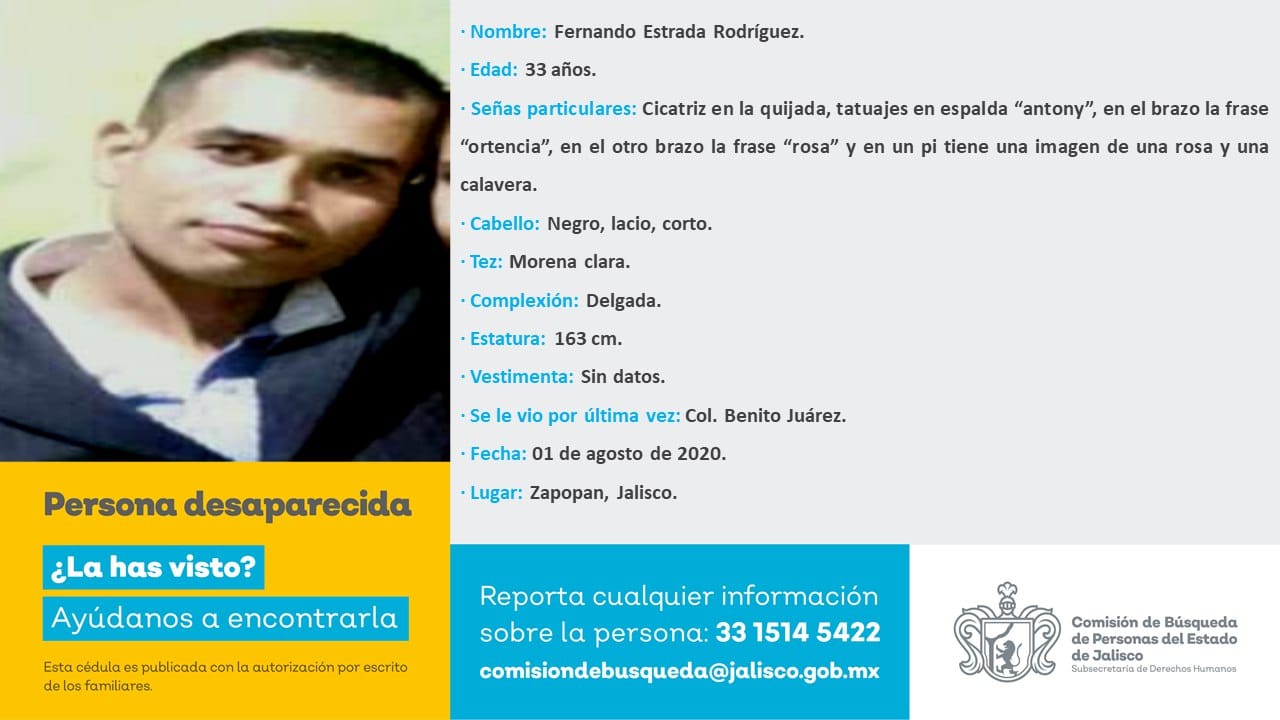 · Nombre: Fernando Estrada Rodríguez.
· Edad: 33 años.
· Señas particulares: Cicatriz en la quijada, tatuajes en espalda “antony”, en el brazo la frase
“ortencia”, en el otro brazo la frase “rosa” y en un pi tiene una imagen de una rosa y una
calavera.
· Cabello: Negro, lacio, corto.
· Tez: Morena clara.
· Complexión: Delgada.
· Estatura: 163 cm.
· Vestimenta: Sin datos.
· Se le vio por última vez: Col. Benito Juárez.
· Fecha: 01 de agosto de 2020.
· Lugar: Zapopan, Jalisco.
Persona desaparecida
¿La has visto?
Ayúdanos a encontrarla
Esta cédula es publicada con la autorización por escrito
de los familiares.
Reporta cualquier información
sobre la persona: 33 1514 5422
comisiondebusqueda@jalisco.gob.mx
Comisión de Búsqueda
de Personas del Estado
de Jalisco
Subsecretaría de Derechos Humanos